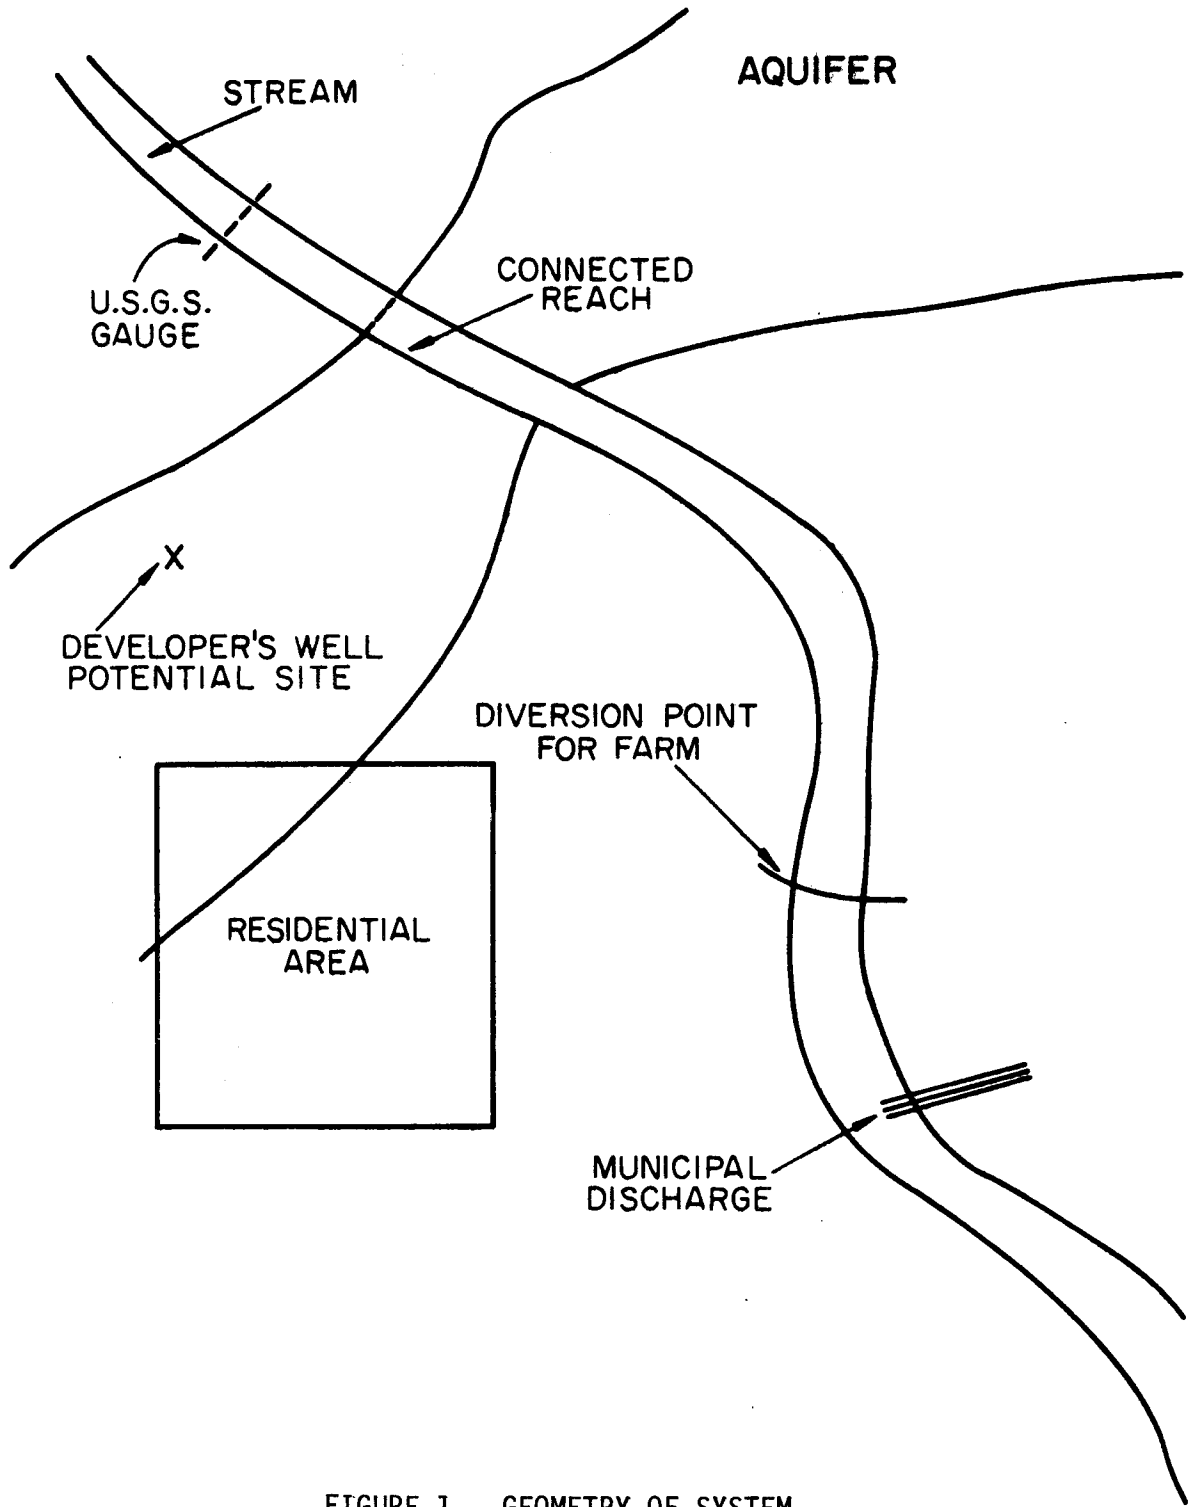 AQUIFER
STREAM
CONNECTED
REACH
U.S.G.S.
GAUGE
X
DEVELOPER'S WELL
POTENTIAL SITE
DIVERSION POINT
FOR FARM
RESIDENTIAL
AREA
MUNICIPAL
DISCHARGE
FIGURE 1 GEOMETRY OF SYSTEM